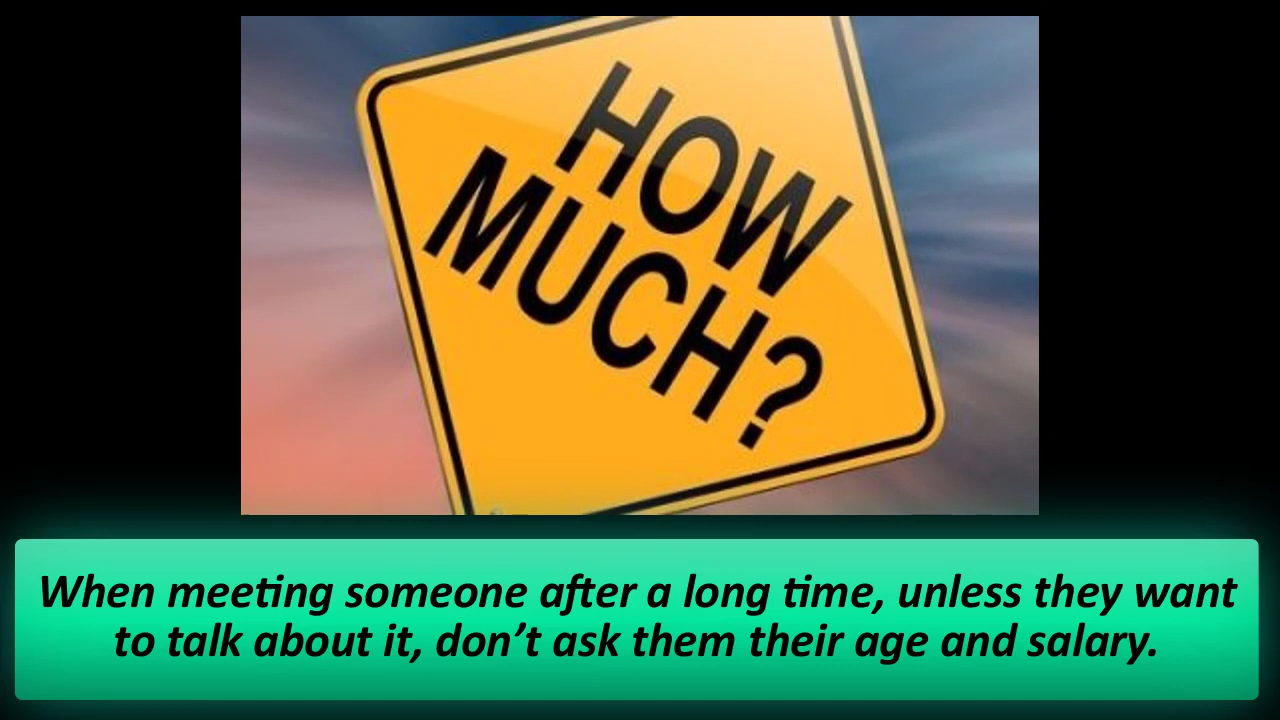 HOW
MUCH?
When meeting someone after a long time, unless they want
to talk about it, don’t ask them their age and salary.